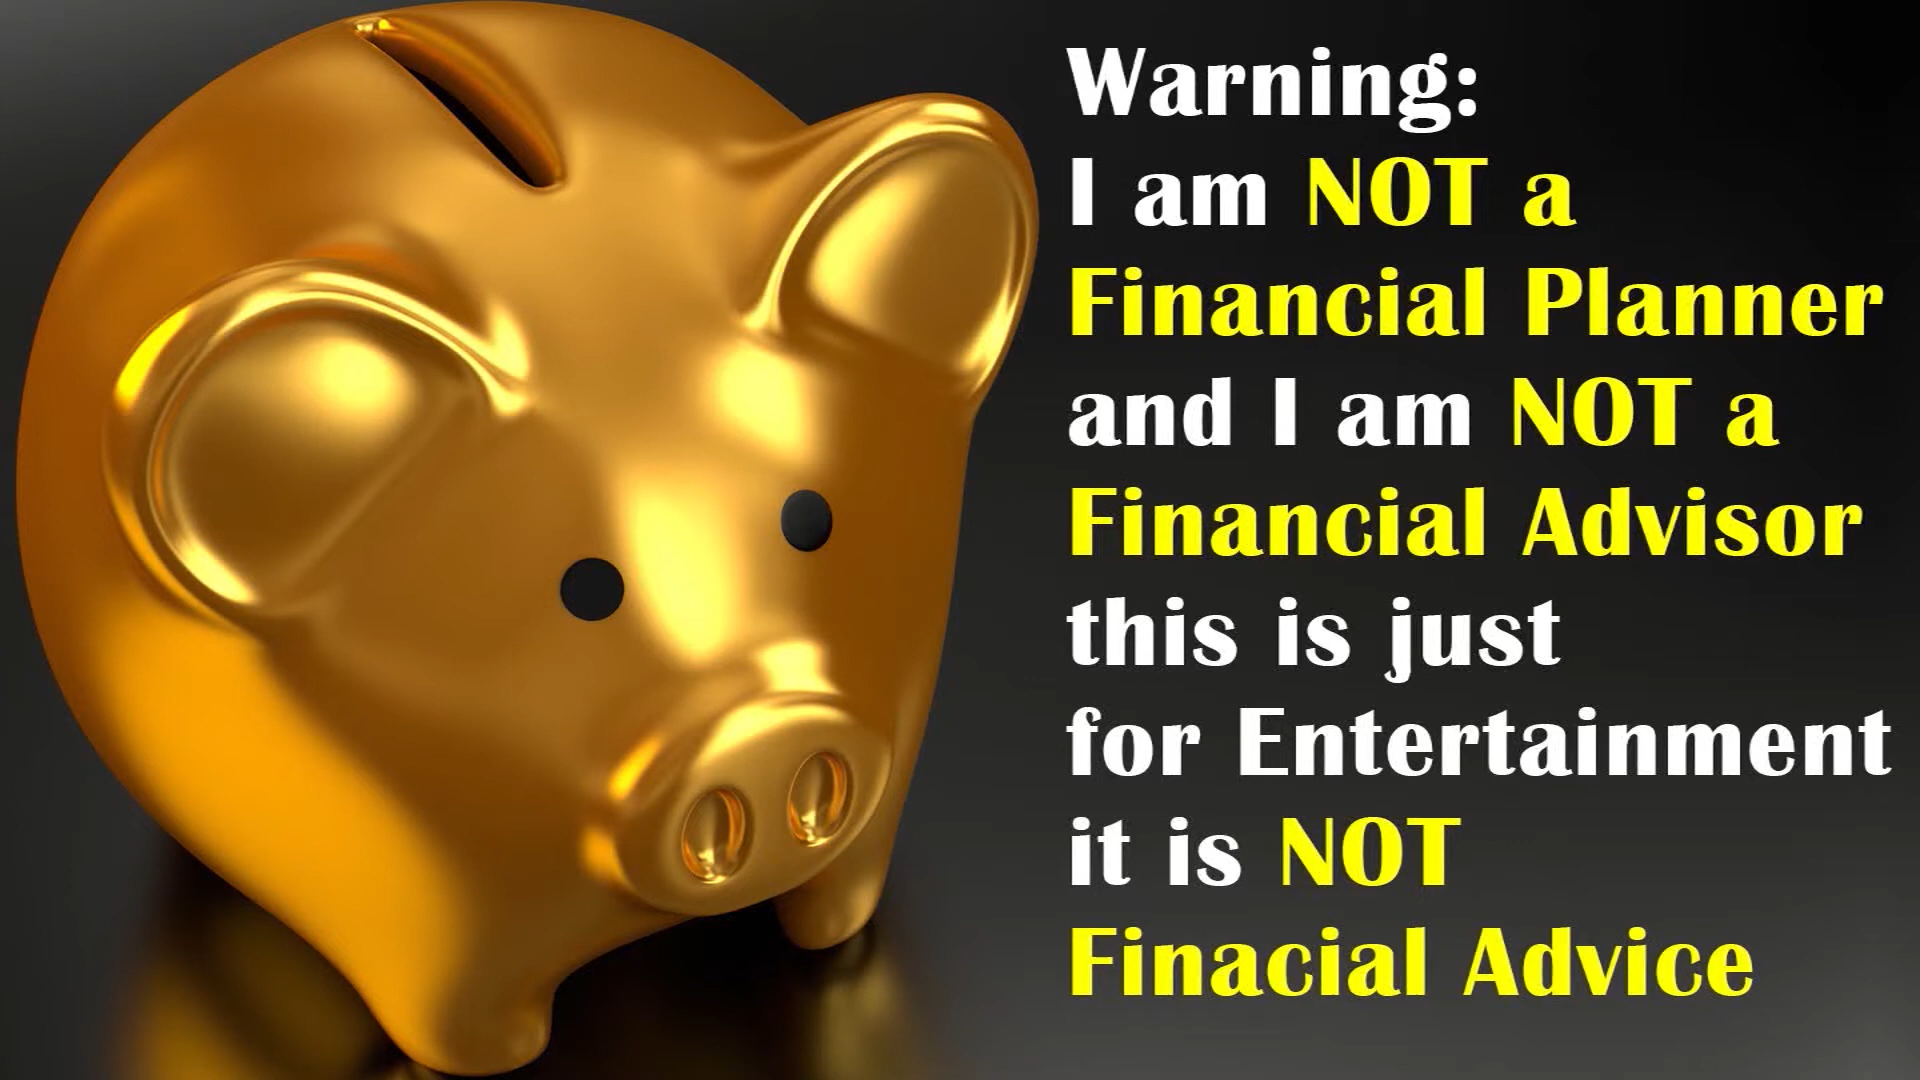 Warning:
I am NOT a
Financial Planner
and I am NOT a
Financial Advisor
this is just
for Entertainment
it is NOT
Finacial Advice